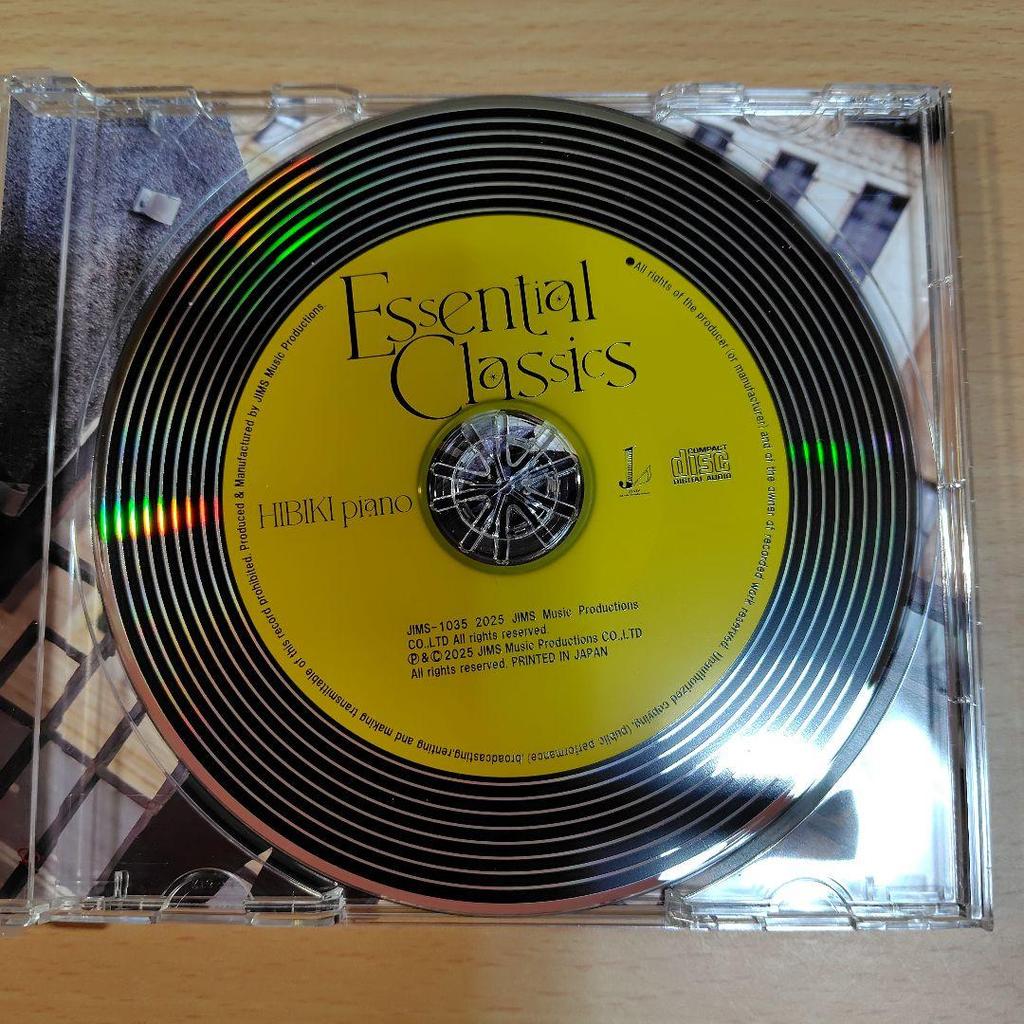 Essential
Classics
HIBIKI piano
COMPACT
disc
DIGITAL AUDIO
JIMS-1035 2025 JIMS Music Productions
CO.,LTD All rights reserved.
Ⓟ&Ⓒ2025 JIMS Music Productions CO.,LTD
All rights reserved. PRINTED IN JAPAN
●All rights of the producer (or manufacturer) and of the owner of recorded work reserved. Unauthorized copying, (public performance), broadcasting,renting and making transmittable of this record prohibited. Produced & Manufactured by JIMS Music Productions.